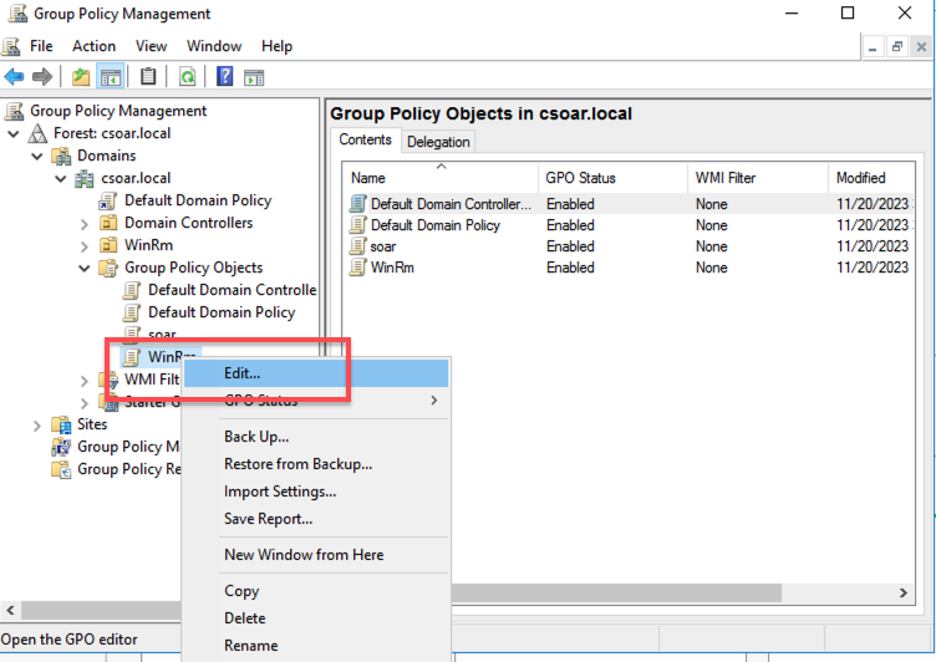 Group Policy Management
File Action View Window Help
Group Policy Management
Forest: csoar.local
Domains
csoar.local
Default Domain Policy
Domain Controllers
WinRm
Group Policy Objects
Default Domain Controlle
Default Domain Policy
soar
WinRm
WMI Filt
Starter G
Sites
Group Policy M
Group Policy Re
Group Policy Objects in csoar.local
Contents Delegation
Name GPO Status WMI Filter Modified
Default Domain Controller... Enabled None 11/20/2023
Default Domain Policy Enabled None 11/20/2023
soar Enabled None 11/20/2023
WinRm Enabled None 11/20/2023
Edit...
GPO Status
Back Up...
Restore from Backup...
Import Settings...
Save Report...
New Window from Here
Copy
Delete
Rename
Open the GPO editor